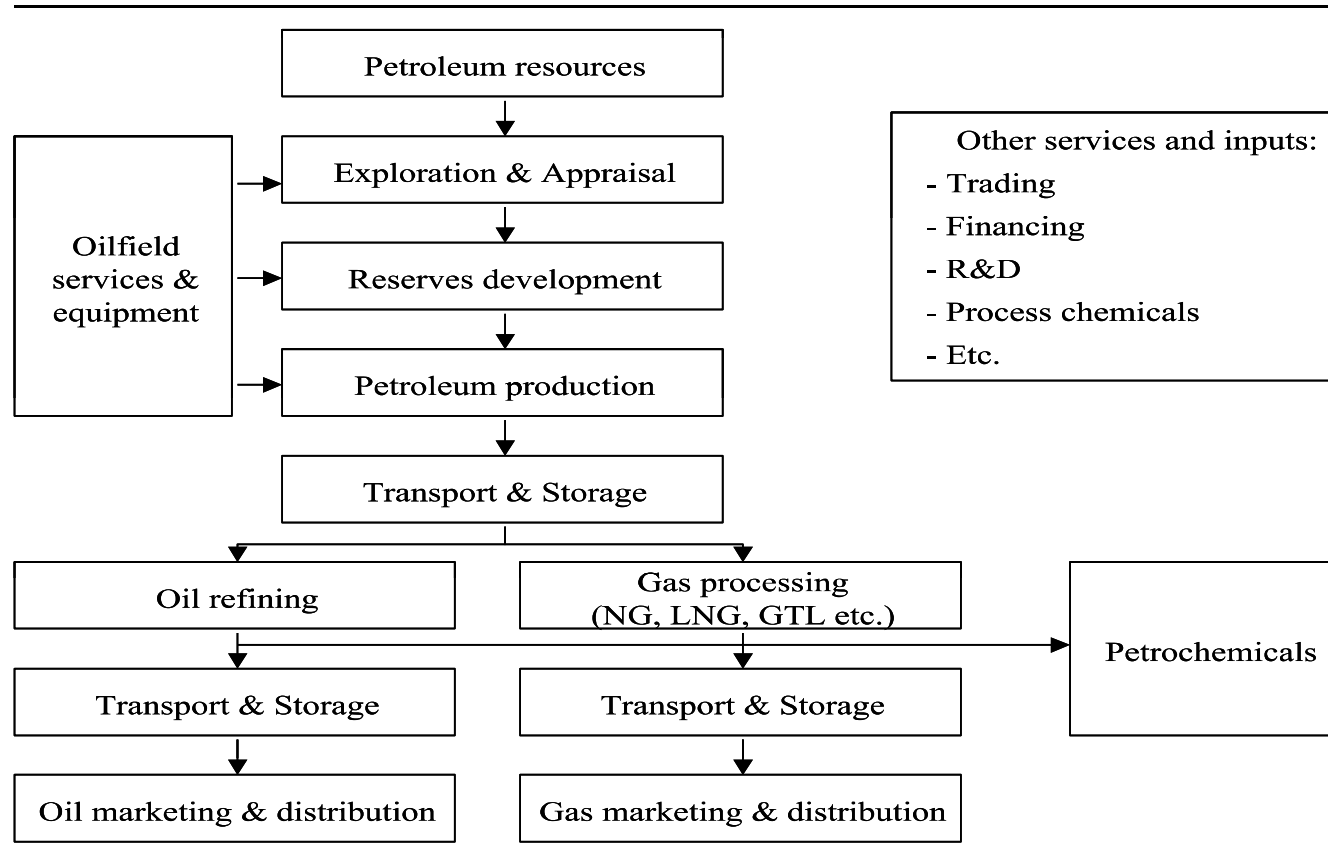 Petroleum resources
Exploration & Appraisal
Oilfield
services &
equipment
Reserves development
Petroleum production
Other services and inputs:
- Trading
- Financing
- R&D
- Process chemicals
- Etc.
Transport & Storage
Oil refining
Gas processing
(NG, LNG, GTL etc.)
Petrochemicals
Transport & Storage
Transport & Storage
Oil marketing & distribution
Gas marketing & distribution